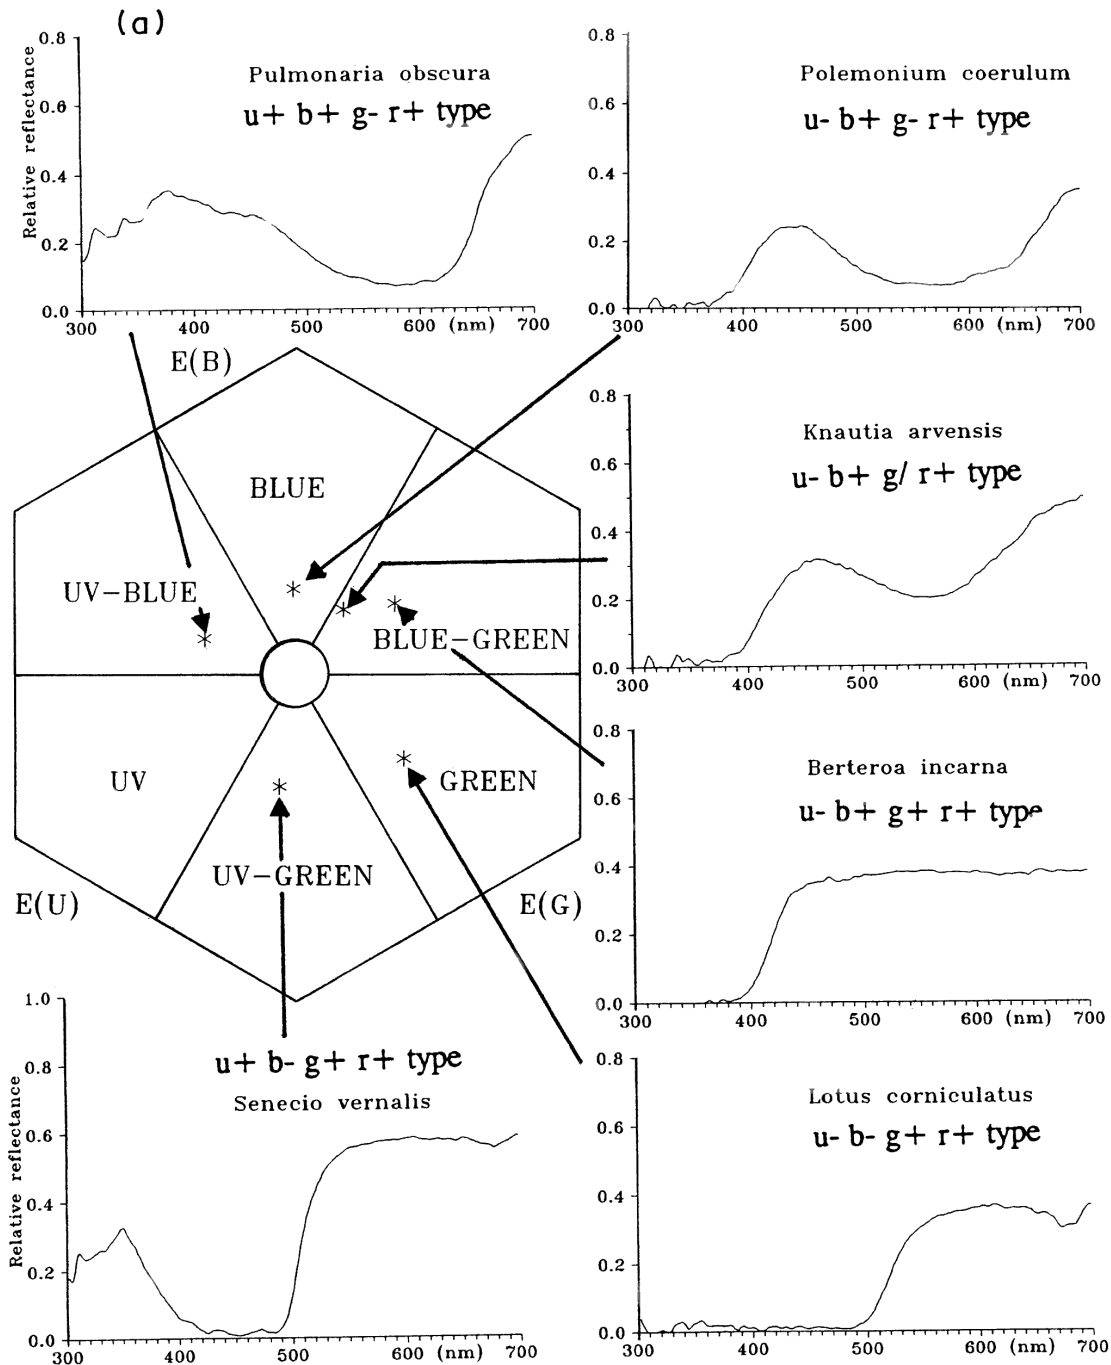 (a)
Relative reflectance
0.8
0.6
0.4
0.2
0.0
Pulmonaria obscura
u+ b+ g- r+ type
300 400 500 600 (nm) 700
0.8
0.6
0.4
0.2
0.0
Polemonium coerulum
u- b+ g- r+ type
300 400 500 600 (nm) 700
E(B)
BLUE
UV-BLUE
BLUE-GREEN
UV
GREEN
UV-GREEN
E(U)
E(G)
0.8
0.6
0.4
0.2
0.0
Knautia arvensis
u- b+ g/ r+ type
300 400 500 600 (nm) 700
0.8
0.6
0.4
0.2
0.0
Berteroa incarna
u- b+ g+ r+ type
300 400 500 600 (nm) 700
Relative reflectance
1.0
0.8
0.6
0.4
0.2
0.0
u+ b- g+ r+ type
Senecio vernalis
300 400 500 600 (nm) 700
0.8
0.6
0.4
0.2
0.0
Lotus corniculatus
u- b- g+ r+ type
300 400 500 600 (nm) 700